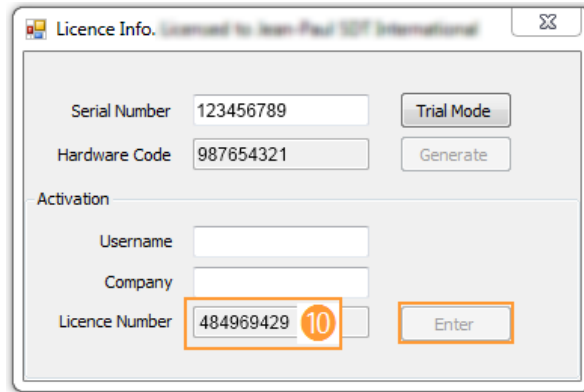 Licence Info.
Serial Number 123456789 Trial Mode
Hardware Code 987654321 Generate
Activation
Username
Company
Licence Number 484969429 10 Enter